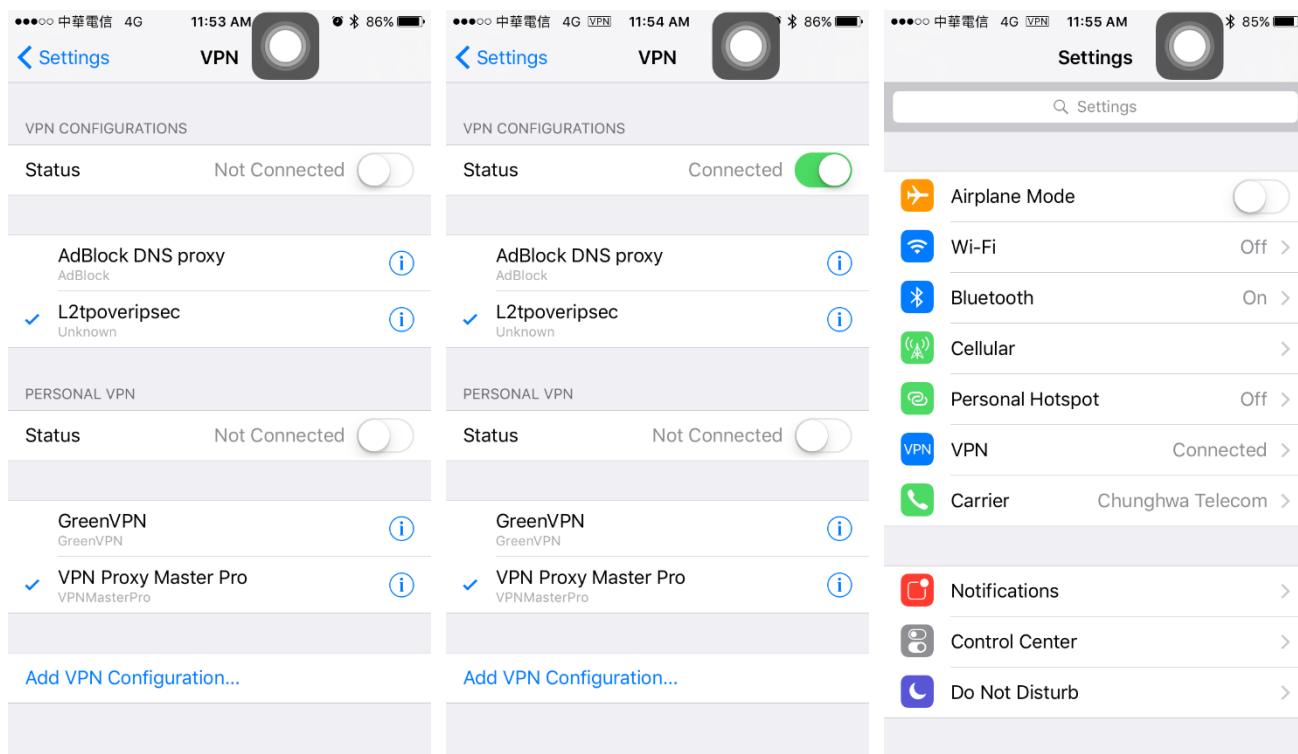 中華電信 4G 11:53 AM 86%
Settings VPN
VPN CONFIGURATIONS
Status Not Connected
AdBlock DNS proxy
AdBlock
L2tpoveripsec
Unknown
PERSONAL VPN
Status Not Connected
GreenVPN
GreenVPN
VPN Proxy Master Pro
VPNMasterPro
Add VPN Configuration...
中華電信 4G VPN 11:54 AM 86%
Settings VPN
VPN CONFIGURATIONS
Status Connected
AdBlock DNS proxy
AdBlock
L2tpoveripsec
Unknown
PERSONAL VPN
Status Not Connected
GreenVPN
GreenVPN
VPN Proxy Master Pro
VPNMasterPro
Add VPN Configuration...
中華電信 4G VPN 11:55 AM 85%
Settings
Settings
Airplane Mode
Wi-Fi Off
Bluetooth On
Cellular
Personal Hotspot Off
VPN VPN Connected
Carrier Chunghwa Telecom
Notifications
Control Center
Do Not Disturb